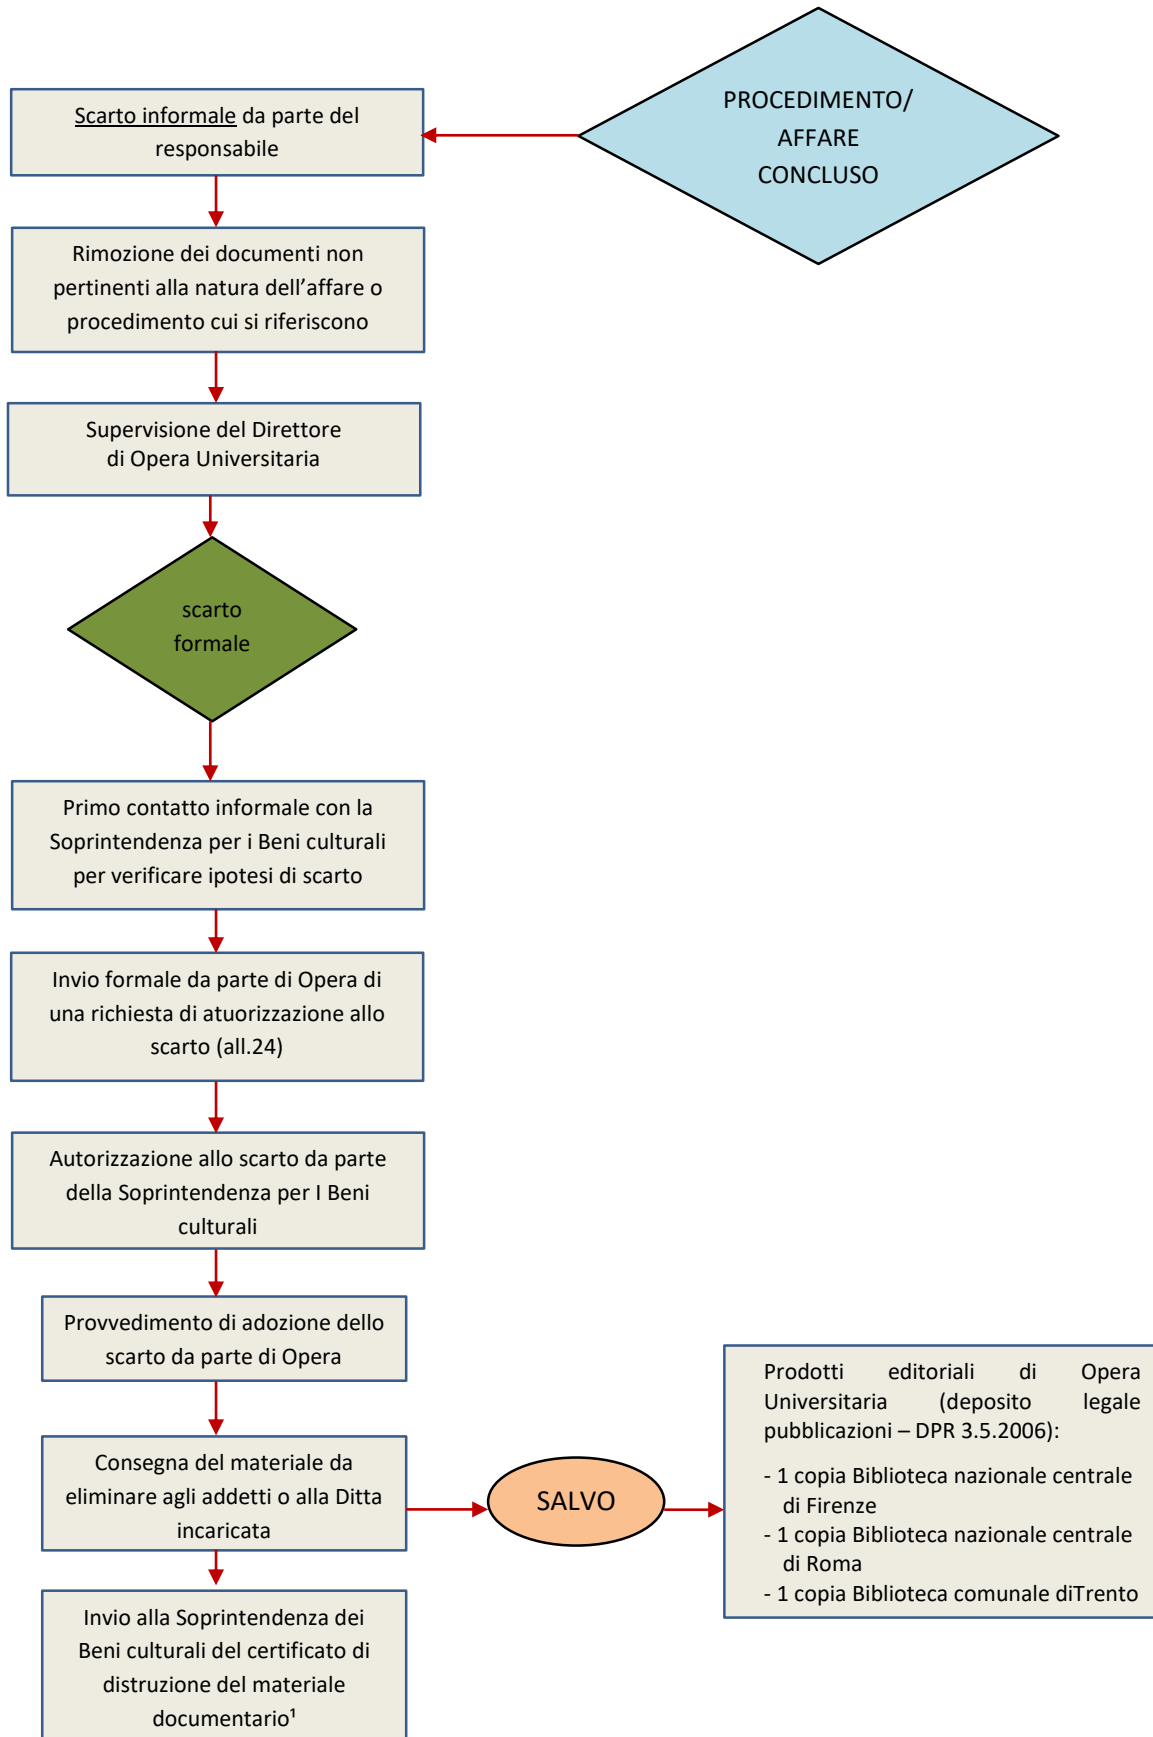 PROCEDIMENTO/
AFFARE
CONCLUSO
Scarto informale da parte del
responsabile
Rimozione dei documenti non
pertinenti alla natura dell’affare o
procedimento cui si riferiscono
Supervisione del Direttore
di Opera Universitaria
scarto
formale
Primo contatto informale con la
Soprintendenza per i Beni culturali
per verificare ipotesi di scarto
Invio formale da parte di Opera di
una richiesta di atuorizzazione allo
scarto (all.24)
Autorizzazione allo scarto da parte
della Soprintendenza per I Beni
culturali
Provvedimento di adozione dello
scarto da parte di Opera
Consegna del materiale da
eliminare agli addetti o alla Ditta
incaricata
SALVO
Prodotti editoriali di Opera
Universitaria (deposito legale
pubblicazioni – DPR 3.5.2006):
- 1 copia Biblioteca nazionale centrale
di Firenze
- 1 copia Biblioteca nazionale centrale
di Roma
- 1 copia Biblioteca comunale diTrento
Invio alla Soprintendenza dei
Beni culturali del certificato di
distruzione del materiale
documentario¹